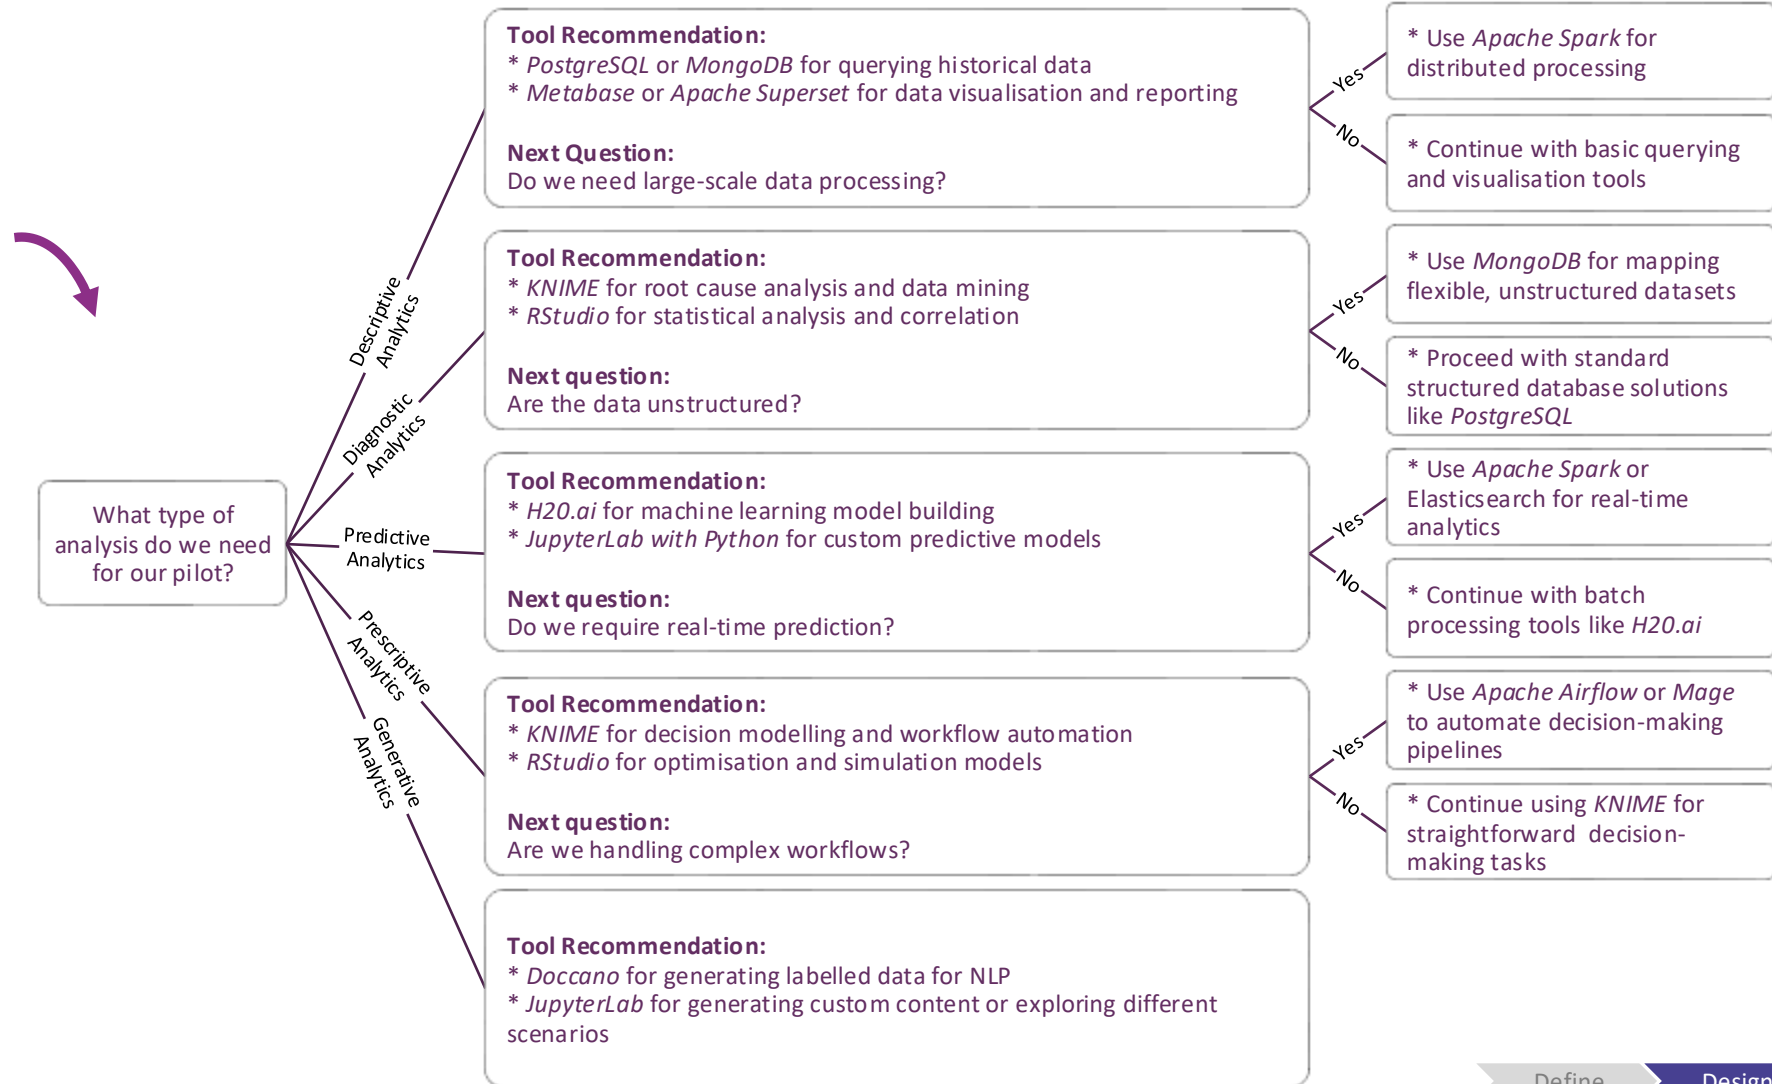 What type of
analysis do we need
for our pilot?
Descriptive
Analytics
Tool Recommendation:
* PostgreSQL or MongoDB for querying historical data
* Metabase or Apache Superset for data visualisation and reporting
Next Question:
Do we need large-scale data processing?
Yes
* Use Apache Spark for
distributed processing
No
* Continue with basic querying
and visualisation tools
Diagnostic
Analytics
Tool Recommendation:
* KNIME for root cause analysis and data mining
* RStudio for statistical analysis and correlation
Next question:
Are the data unstructured?
Yes
* Use MongoDB for mapping
flexible, unstructured datasets
No
* Proceed with standard
structured database solutions
like PostgreSQL
Predictive
Analytics
Tool Recommendation:
* H20.ai for machine learning model building
* JupyterLab with Python for custom predictive models
Next question:
Do we require real-time prediction?
Yes
* Use Apache Spark or
Elasticsearch for real-time
analytics
No
* Continue with batch
processing tools like H20.ai
Prescriptive
Analytics
Tool Recommendation:
* KNIME for decision modelling and workflow automation
* RStudio for optimisation and simulation models
Next question:
Are we handling complex workflows?
Yes
* Use Apache Airflow or Mage
to automate decision-making
pipelines
No
* Continue using KNIME for
straightforward decision-
making tasks
Generative
Analytics
Tool Recommendation:
* Doccano for generating labelled data for NLP
* JupyterLab for generating custom content or exploring different
scenarios
Define
Design